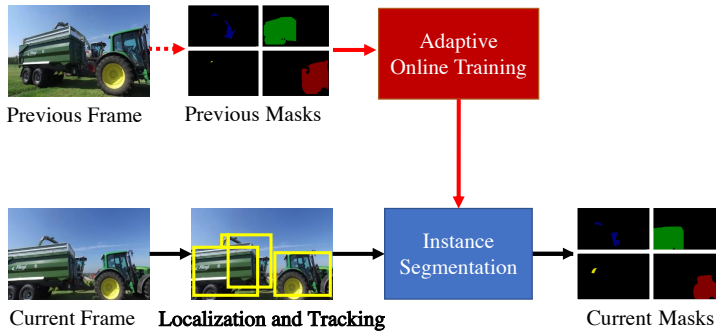 Adaptive
Online Training
Previous Frame
Previous Masks
Instance
Segmentation
Current Frame
Localization and Tracking
Current Masks